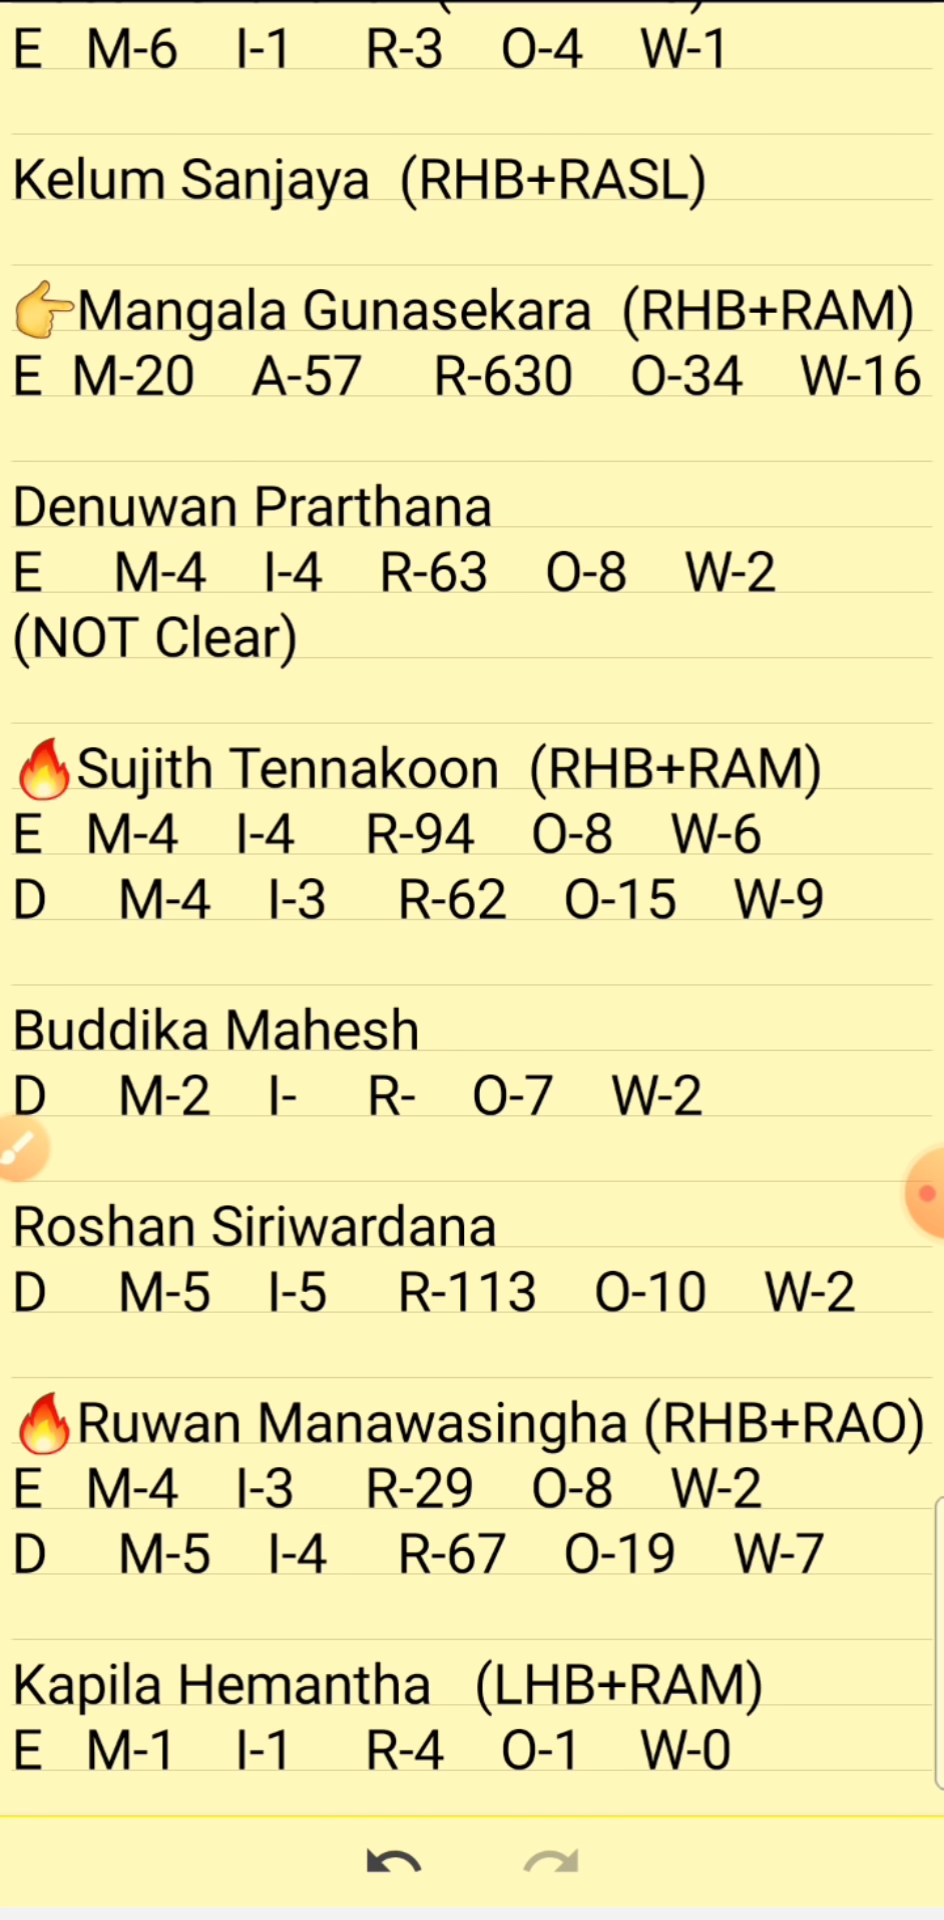 E M-6 I-1 R-3 O-4 W-1
Kelum Sanjaya (RHB+RASL)
👉Mangala Gunasekara (RHB+RAM)
E M-20 A-57 R-630 O-34 W-16
Denuwan Prarthana
E M-4 I-4 R-63 O-8 W-2
(NOT Clear)
🔥Sujith Tennakoon (RHB+RAM)
E M-4 I-4 R-94 O-8 W-6
D M-4 I-3 R-62 O-15 W-9
Buddika Mahesh
D M-2 I- R- O-7 W-2
Roshan Siriwardana
D M-5 I-5 R-113 O-10 W-2
🔥Ruwan Manawasingha (RHB+RAO)
E M-4 I-3 R-29 O-8 W-2
D M-5 I-4 R-67 O-19 W-7
Kapila Hemantha (LHB+RAM)
E M-1 I-1 R-4 O-1 W-0